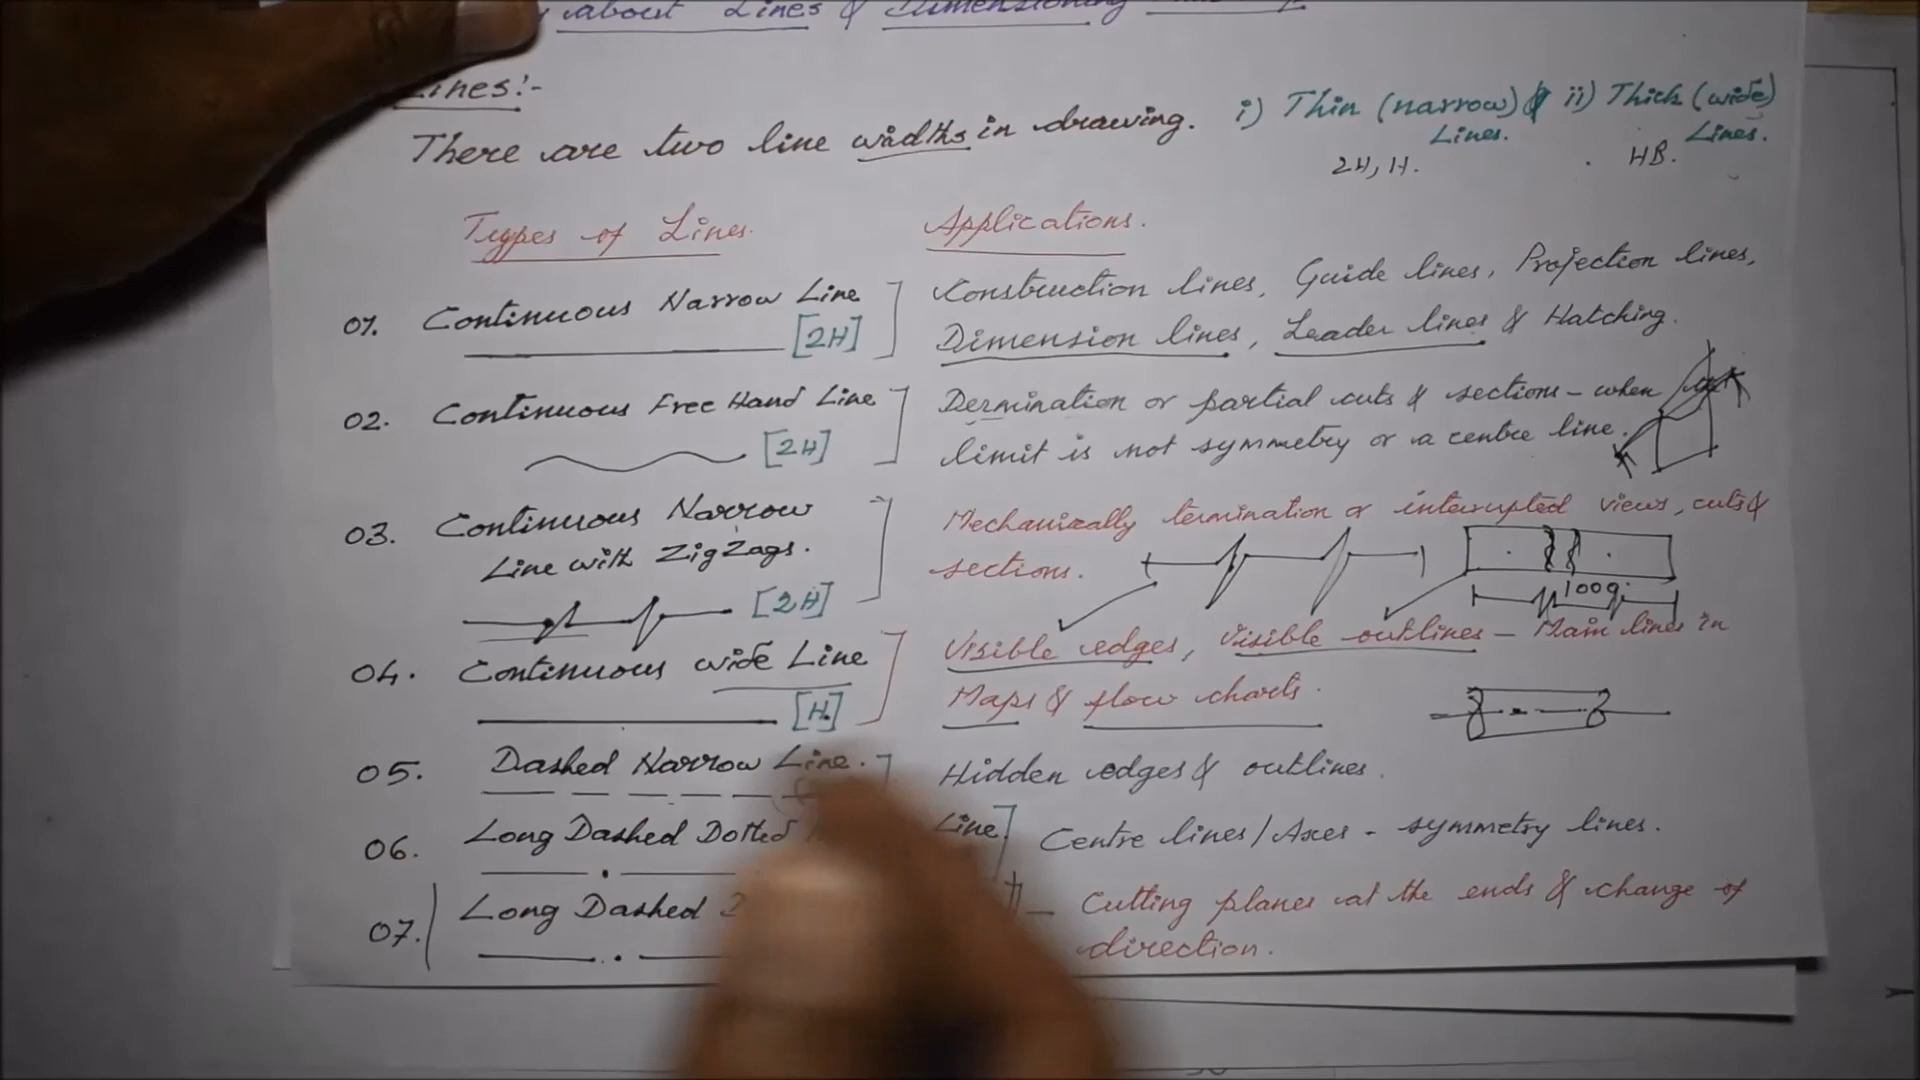 about Lines & Dimensioning
Lines:-
There are two line widths in drawing. i) Thin (narrow) & ii) Thick (wide)
Lines. Lines.
2H, H. HB.
Types of Lines. Applications.
01. Continuous Narrow Line Construction lines, Guide lines, Projection lines,
[2H] Dimension lines, Leader lines & Hatching.
02. Continuous Free Hand Line Dermination or partial cuts & sections - when
[2H] limit is not symmetry or a centre line.
03. Continuous Narrow Mechanically termination or interrupted views, cuts &
Line with ZigZags. sections.
[2H] 100
04. Continuous wide Line Visible edges, Visible outlines - Main lines in
[H] Maps & flow charts.
05. Dashed Narrow Line. Hidden edges & outlines.
06. Long Dashed Dotted Line Centre lines/Axes - symmetry lines.
07. Long Dashed Cutting planes at the ends & change of
direction.